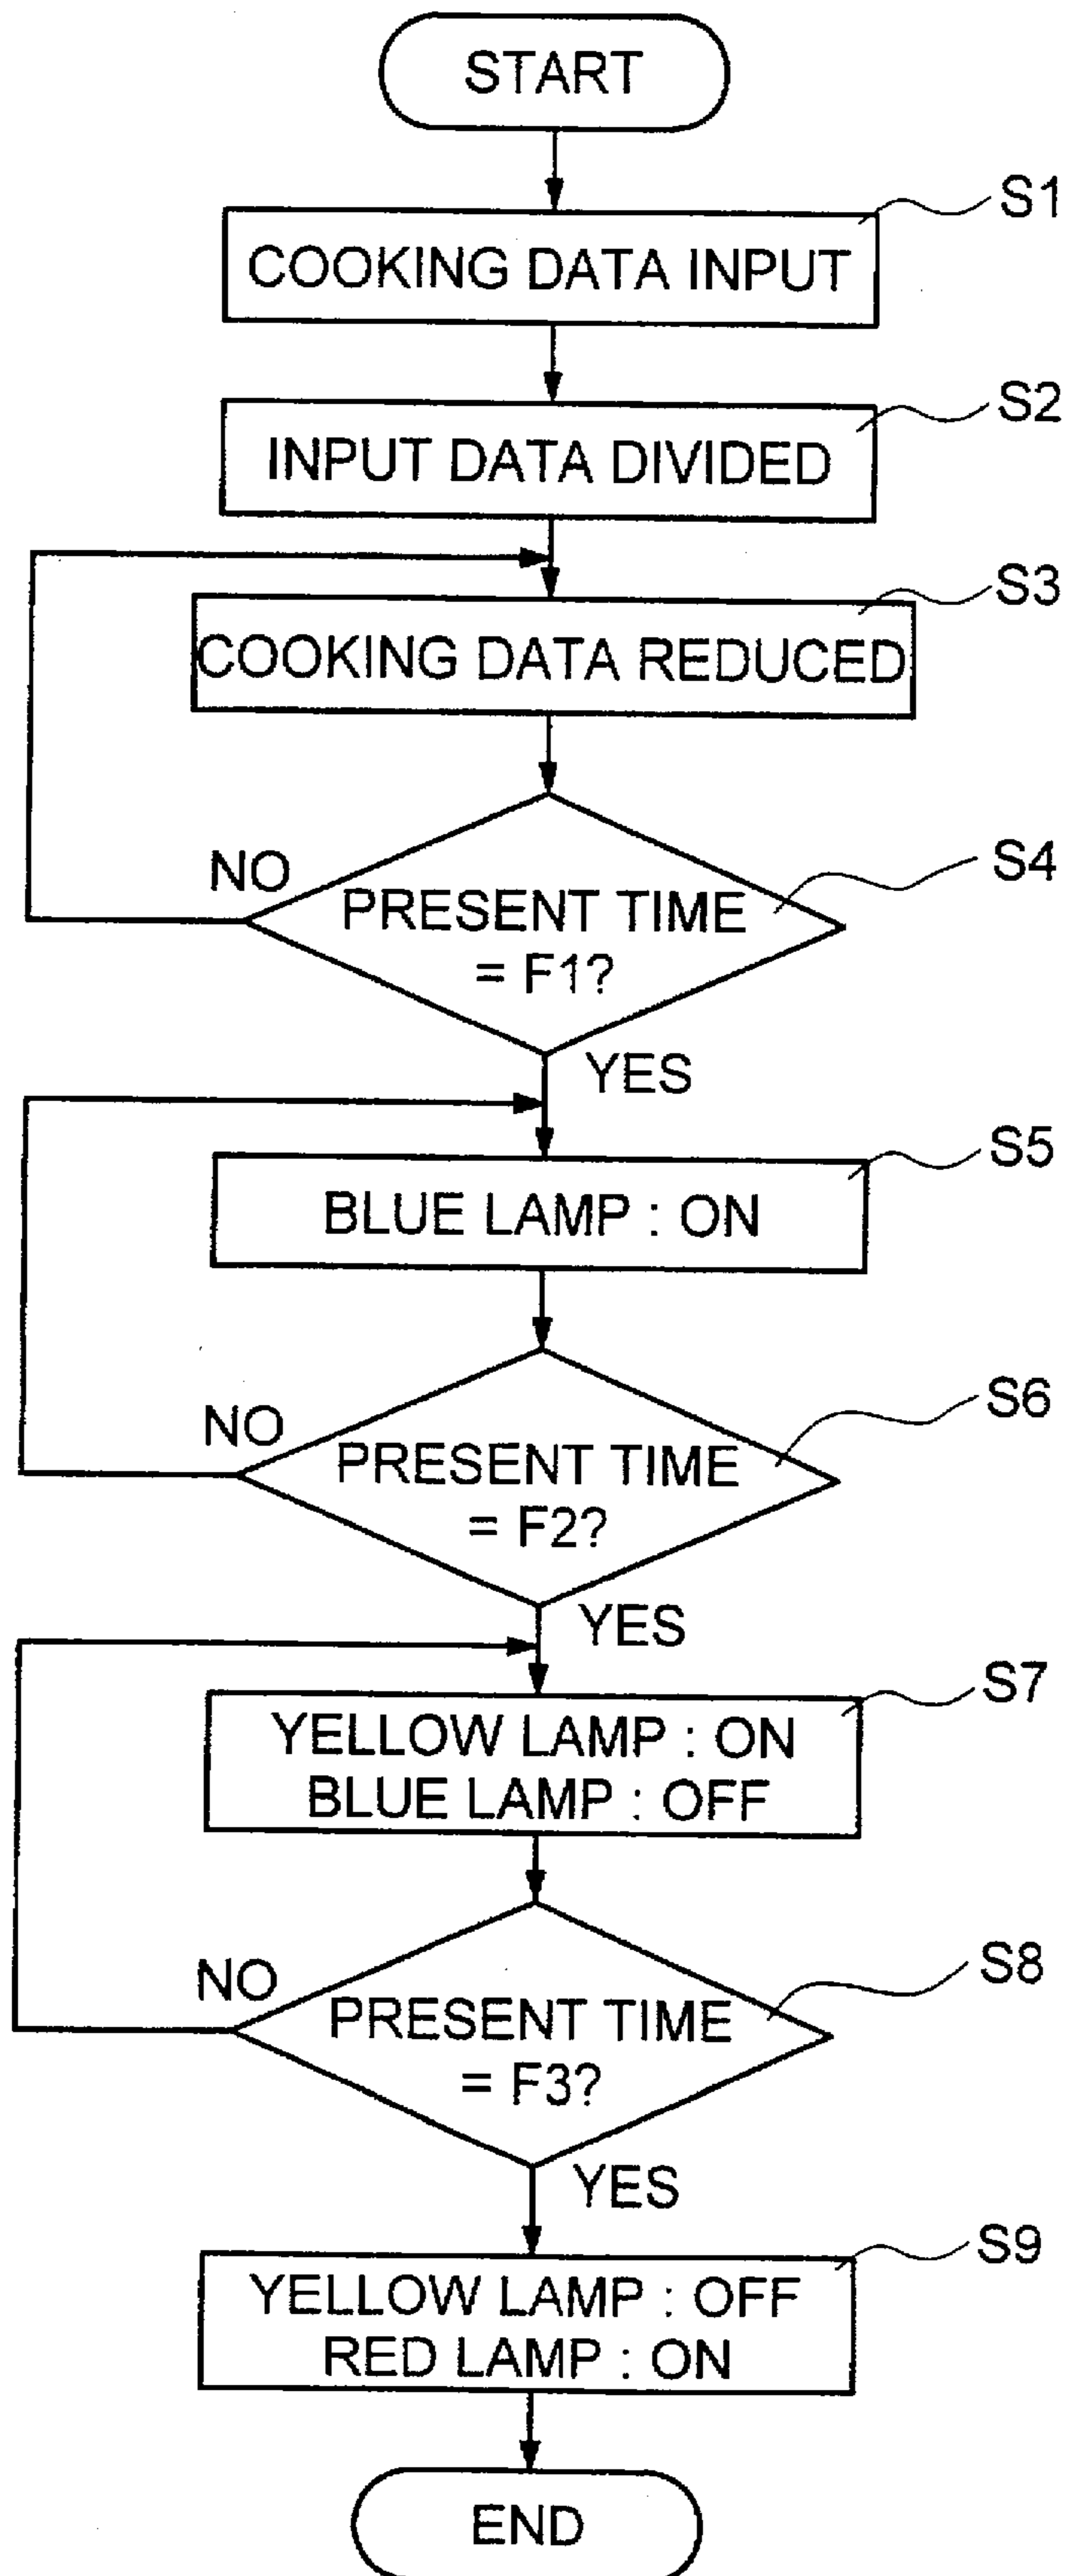 START
S1
COOKING DATA INPUT
S2
INPUT DATA DIVIDED
S3
COOKING DATA REDUCED
S4
NO
PRESENT TIME
= F1?
YES
S5
BLUE LAMP : ON
S6
NO
PRESENT TIME
= F2?
YES
S7
YELLOW LAMP : ON
BLUE LAMP : OFF
S8
NO
PRESENT TIME
= F3?
YES
S9
YELLOW LAMP : OFF
RED LAMP : ON
END